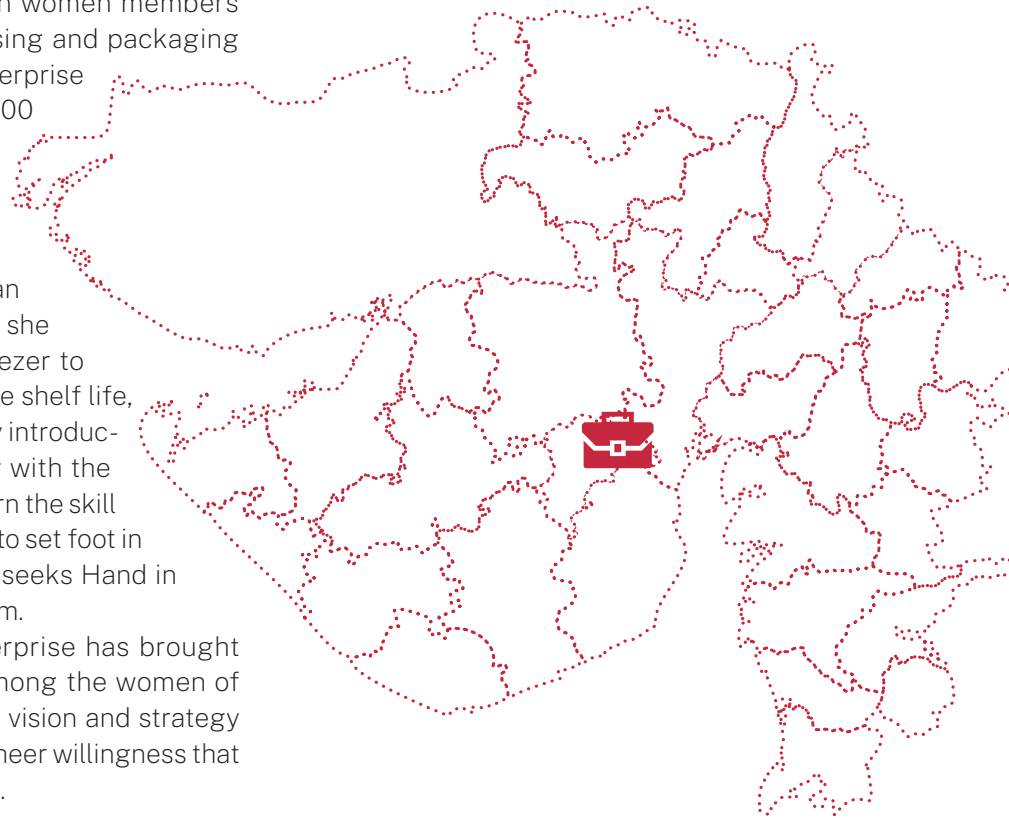 women members
sing and packaging
erprise
00
an
she
ezer to
e shelf life,
introduc-
with the
rn the skill
to set foot in
seeks Hand in
m.
erprise has brought
mong the women of
vision and strategy
neer willingness that